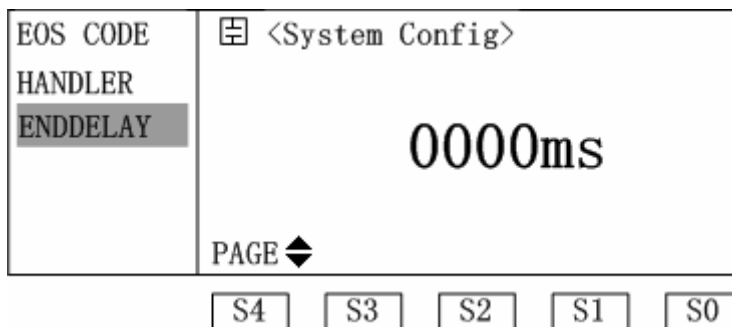 EOS CODE
HANDLER
ENDDELAY
<System Config>
0000ms
PAGE
S4 S3 S2 S1 S0